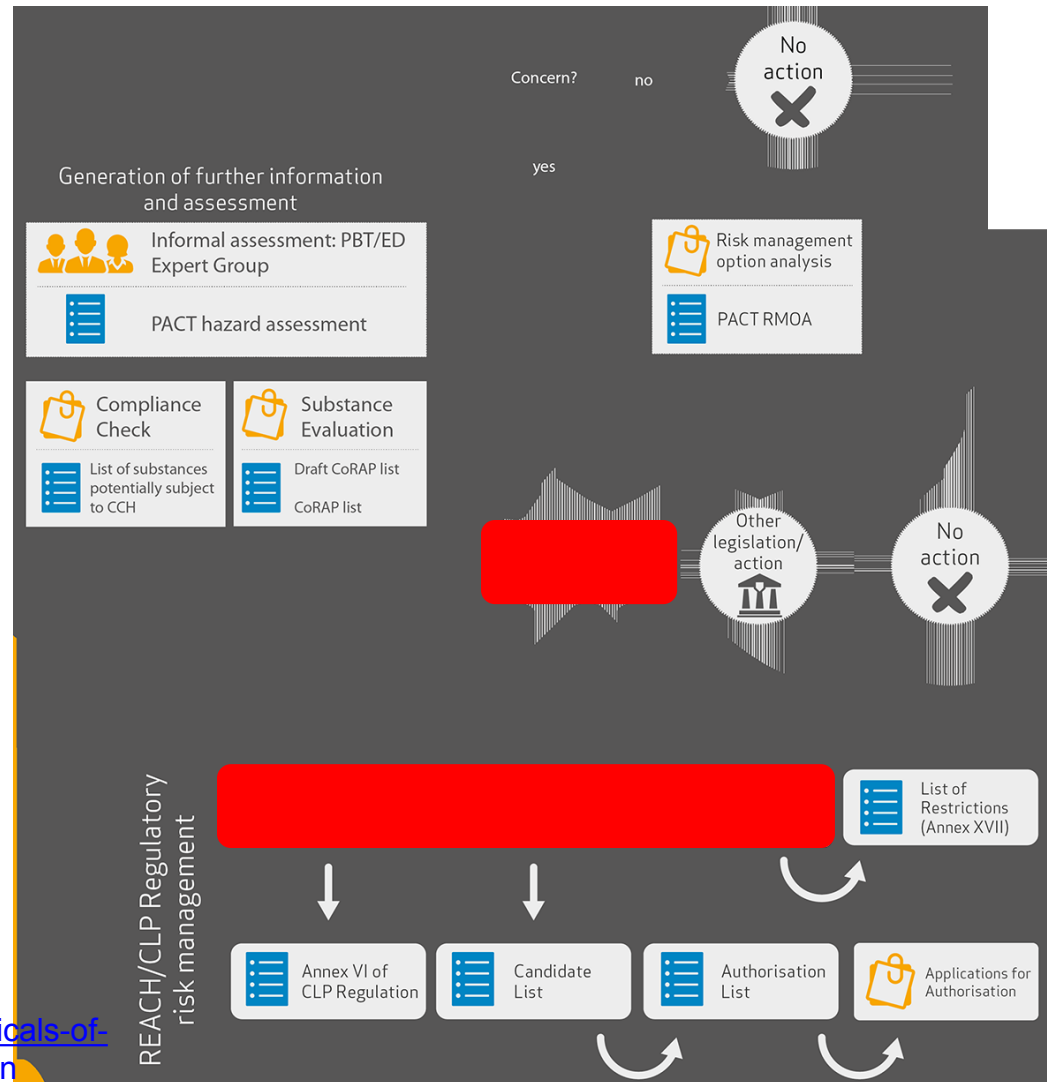 No
action
Concern?
no
yes
Generation of further information
and assessment
Informal assessment: PBT/ED
Expert Group
PACT hazard assessment
Risk management
option analysis
PACT RMOA
Compliance
Check
List of substances
potentially subject
to CCH
Substance
Evaluation
Draft CoRAP list
CoRAP list
Other
legislation/
action
No
action
REACH/CLP Regulatory
risk management
List of
Restrictions
(Annex XVII)
Annex VI of
CLP Regulation
Candidate
List
Authorisation
List
Applications for
Authorisation
icals-of-
n